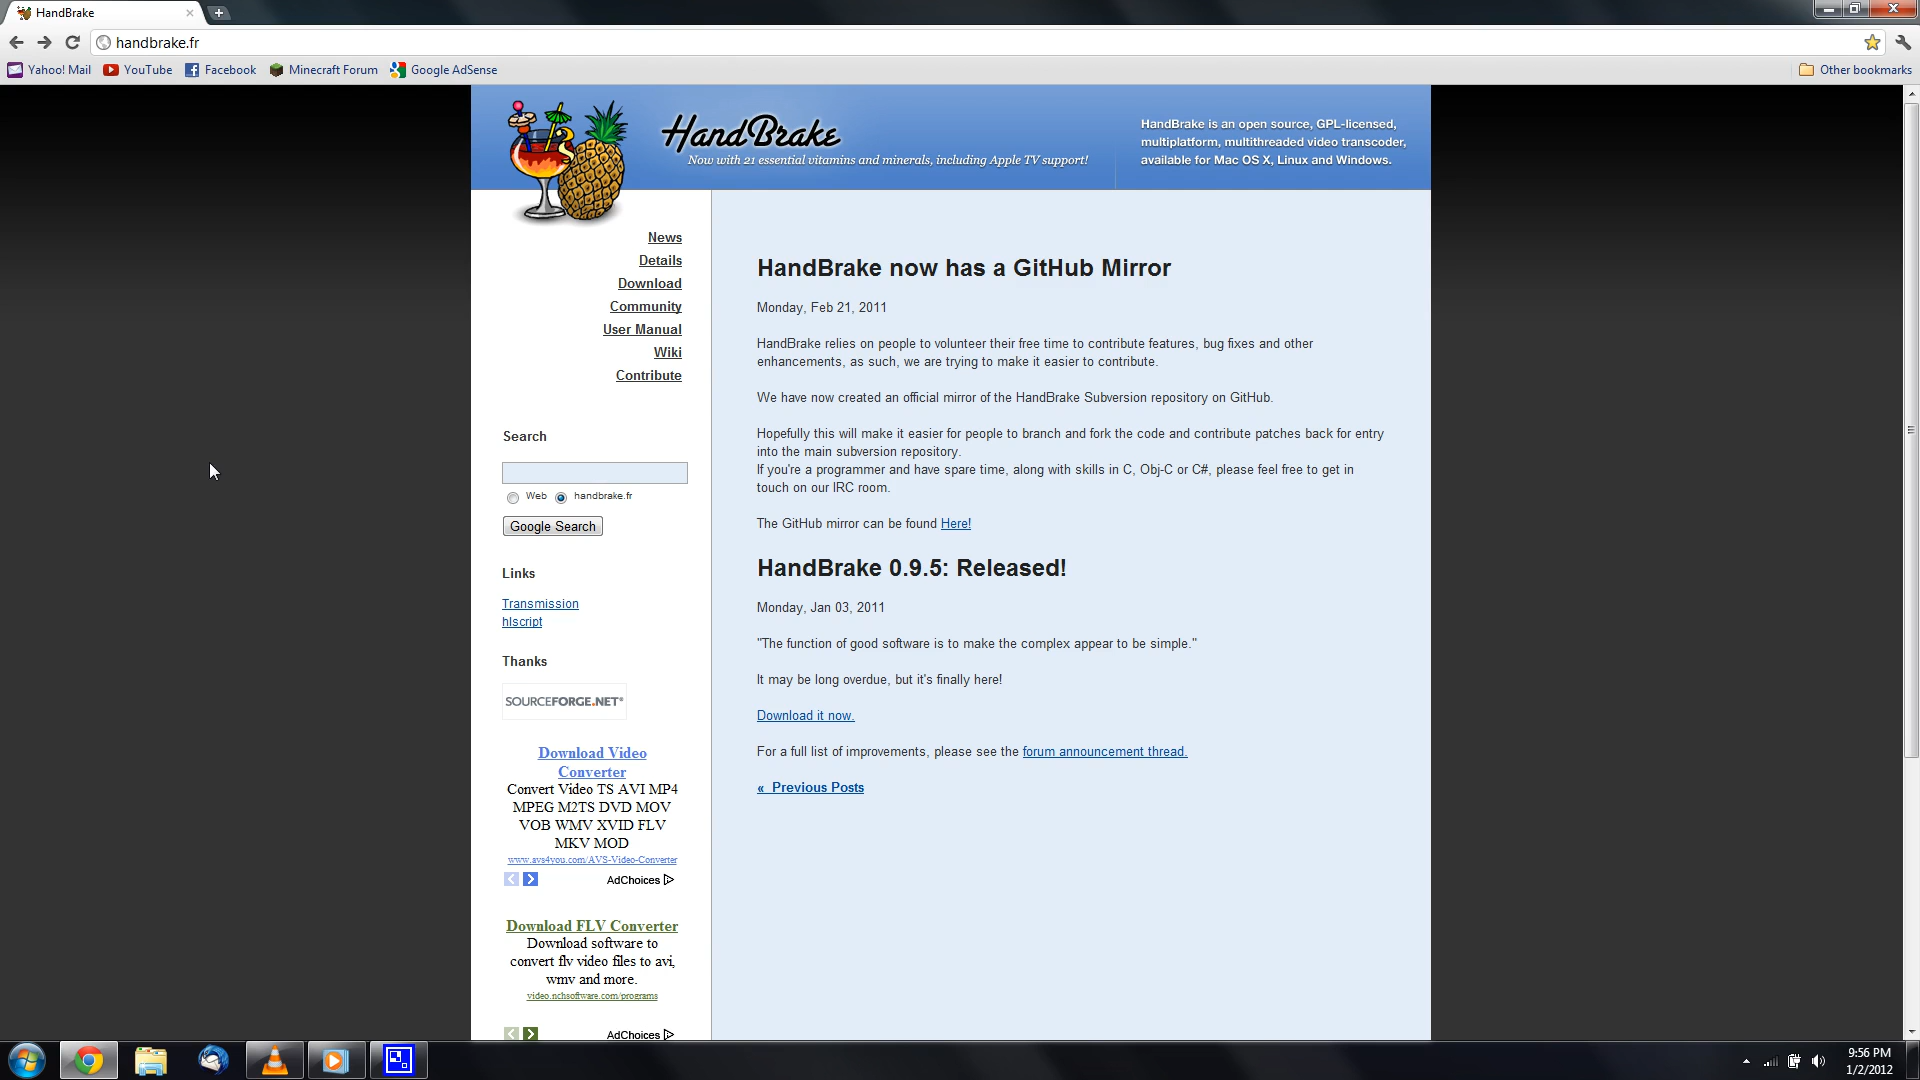 HandBrake
handbrake.fr
Yahoo! Mail YouTube Facebook Minecraft Forum Google AdSense Other bookmarks
HandBrake
Now with 21 essential vitamins and minerals, including Apple TV support!
HandBrake is an open source, GPL-licensed,
multiplatform, multithreaded video transcoder,
available for Mac OS X, Linux and Windows.
News
Details
Download
Community
User Manual
Wiki
Contribute
Search
Web handbrake.fr
Google Search
Links
Transmission
hlscript
Thanks
SOURCEFORGE.NET®
Download Video
Converter
Convert Video TS AVI MP4
MPEG M2TS DVD MOV
VOB WMV XVID FLV
MKV MOD
www.avs4you.com/AVS-Video-Converter
AdChoices
Download FLV Converter
Download software to
convert flv video files to avi,
wmv and more.
video.nchsoftware.com/programs
AdChoices
HandBrake now has a GitHub Mirror
Monday, Feb 21, 2011
HandBrake relies on people to volunteer their free time to contribute features, bug fixes and other
enhancements, as such, we are trying to make it easier to contribute.
We have now created an official mirror of the HandBrake Subversion repository on GitHub.
Hopefully this will make it easier for people to branch and fork the code and contribute patches back for entry
into the main subversion repository.
If you're a programmer and have spare time, along with skills in C, Obj-C or C#, please feel free to get in
touch on our IRC room.
The GitHub mirror can be found Here!
HandBrake 0.9.5: Released!
Monday, Jan 03, 2011
"The function of good software is to make the complex appear to be simple."
It may be long overdue, but it's finally here!
Download it now.
For a full list of improvements, please see the forum announcement thread.
« Previous Posts
9:56 PM
1/2/2012